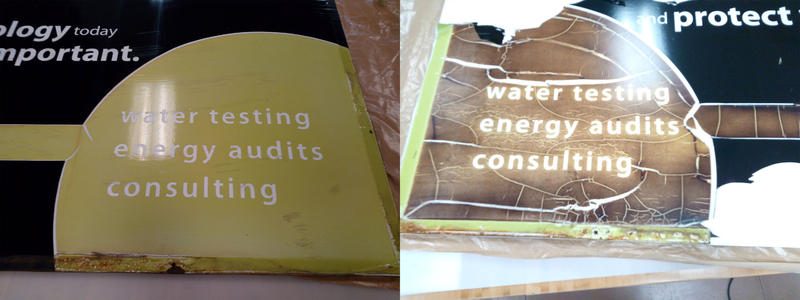 ology today
mportant.
water testing
energy audits
consulting
and protect
water testing
energy audits
consulting